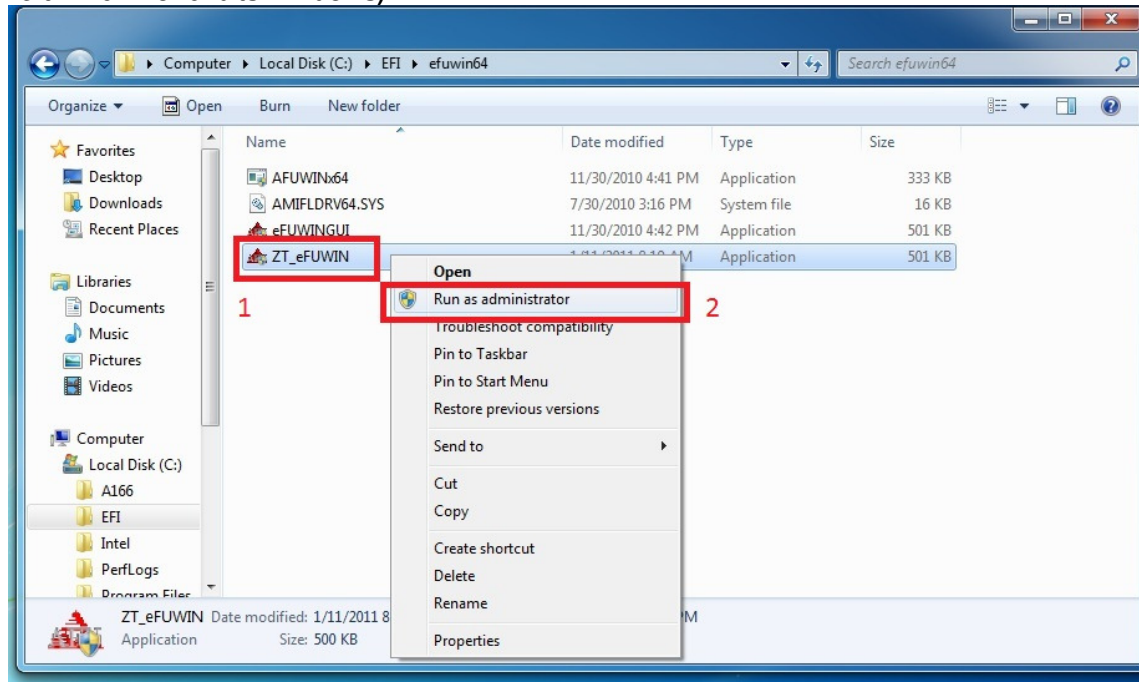 Computer ▸ Local Disk (C:) ▸ EFI ▸ efuwin64
Search efuwin64
Organize Open Burn New folder
Name Date modified Type Size
Favorites
Desktop
Downloads
Recent Places
Libraries
Documents
Music
Pictures
Videos
Computer
Local Disk (C:)
A166
EFI
Intel
PerfLogs
Program Files
AFUWINx64 11/30/2010 4:41 PM Application 333 KB
AMIFLDRV64.SYS 7/30/2010 3:16 PM System file 16 KB
eFUWINGUI 11/30/2010 4:42 PM Application 501 KB
ZT_eFUWIN Application 501 KB
1
Open
Run as administrator
2
Troubleshoot compatibility
Pin to Taskbar
Pin to Start Menu
Restore previous versions
Send to
Cut
Copy
Create shortcut
Delete
Rename
Properties
ZT_eFUWIN Date modified: 1/11/2011 8
Application Size: 500 KB